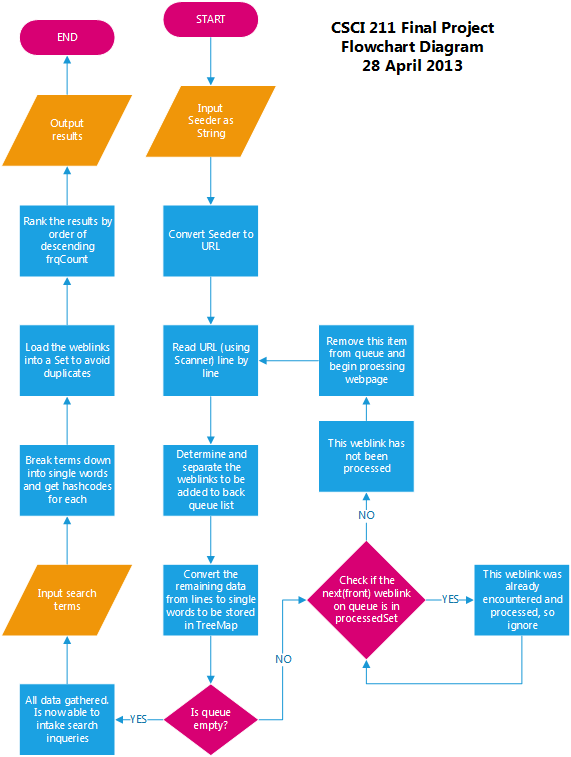 CSCI 211 Final Project
Flowchart Diagram
28 April 2013
START
Input
Seeder as
String
Convert Seeder to
URL
Read URL (using
Scanner) line by
line
Determine and
separate the
weblinks to be
added to back
queue list
Convert the
remaining data
from lines to single
words to be stored
in TreeMap
Is queue
empty?
NO
Check if the
next(front) weblink
on queue is in
processedSet
YES
This weblink was
already
encountered and
processed, so
ignore
NO
This weblink has
not been
processed
Remove this item
from queue and
begin proessing
webpage
YES
All data gathered.
Is now able to
intake search
inqueries
Input search
terms
Break terms down
into single words
and get hashcodes
for each
Load the weblinks
into a Set to avoid
duplicates
Rank the results by
order of
descending
frqCount
Output
results
END